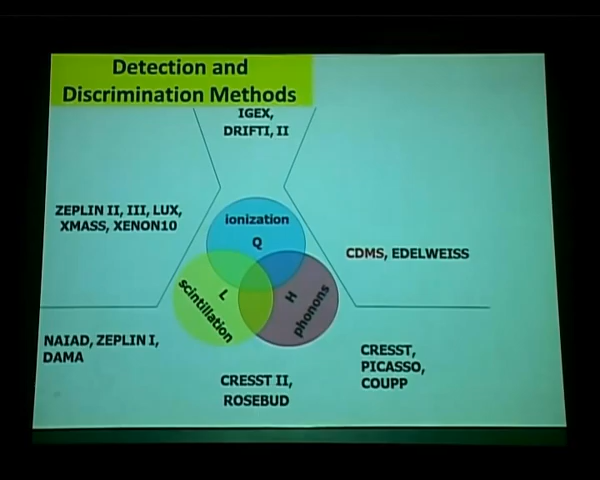 Detection and
Discrimination Methods
IGEX,
DRIFTI, II
ZEPLIN II, III, LUX,
XMASS, XENON10
ionization
Q
CDMS, EDELWEISS
L
scintillation
H
phonons
NAIAD, ZEPLIN I,
DAMA
CRESST,
PICASSO,
COUPP
CRESST II,
ROSEBUD